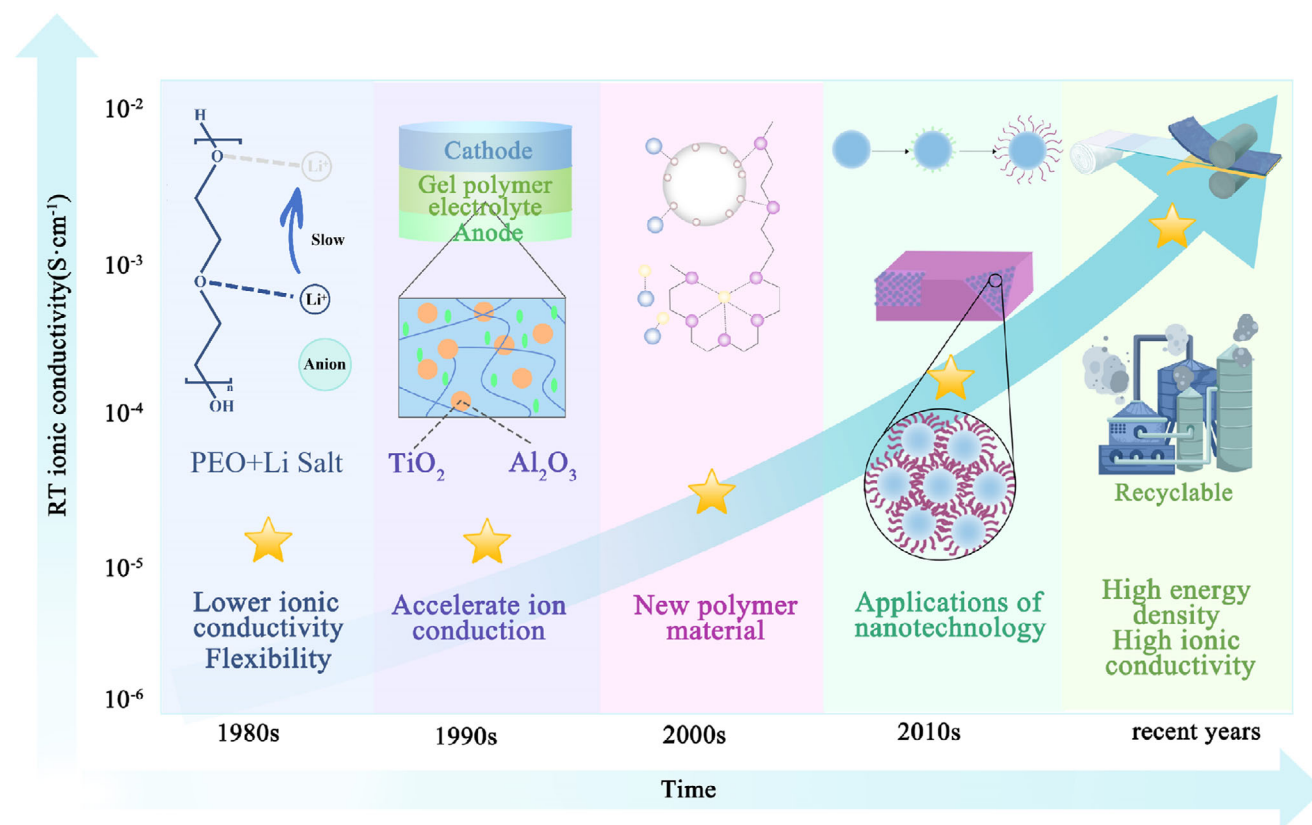 RT ionic conductivity(S·cm⁻¹)
10⁻²
10⁻³
10⁻⁴
10⁻⁵
10⁻⁶
H
O
Li⁺
Slow
O
Li⁺
Anion
n
OH
PEO+Li Salt
Lower ionic
conductivity
Flexibility
1980s
Cathode
Gel polymer
electrolyte
Anode
TiO₂
Al₂O₃
Accelerate ion
conduction
1990s
New polymer
material
2000s
Applications of
nanotechnology
2010s
Recyclable
High energy
density
High ionic
conductivity
recent years
Time